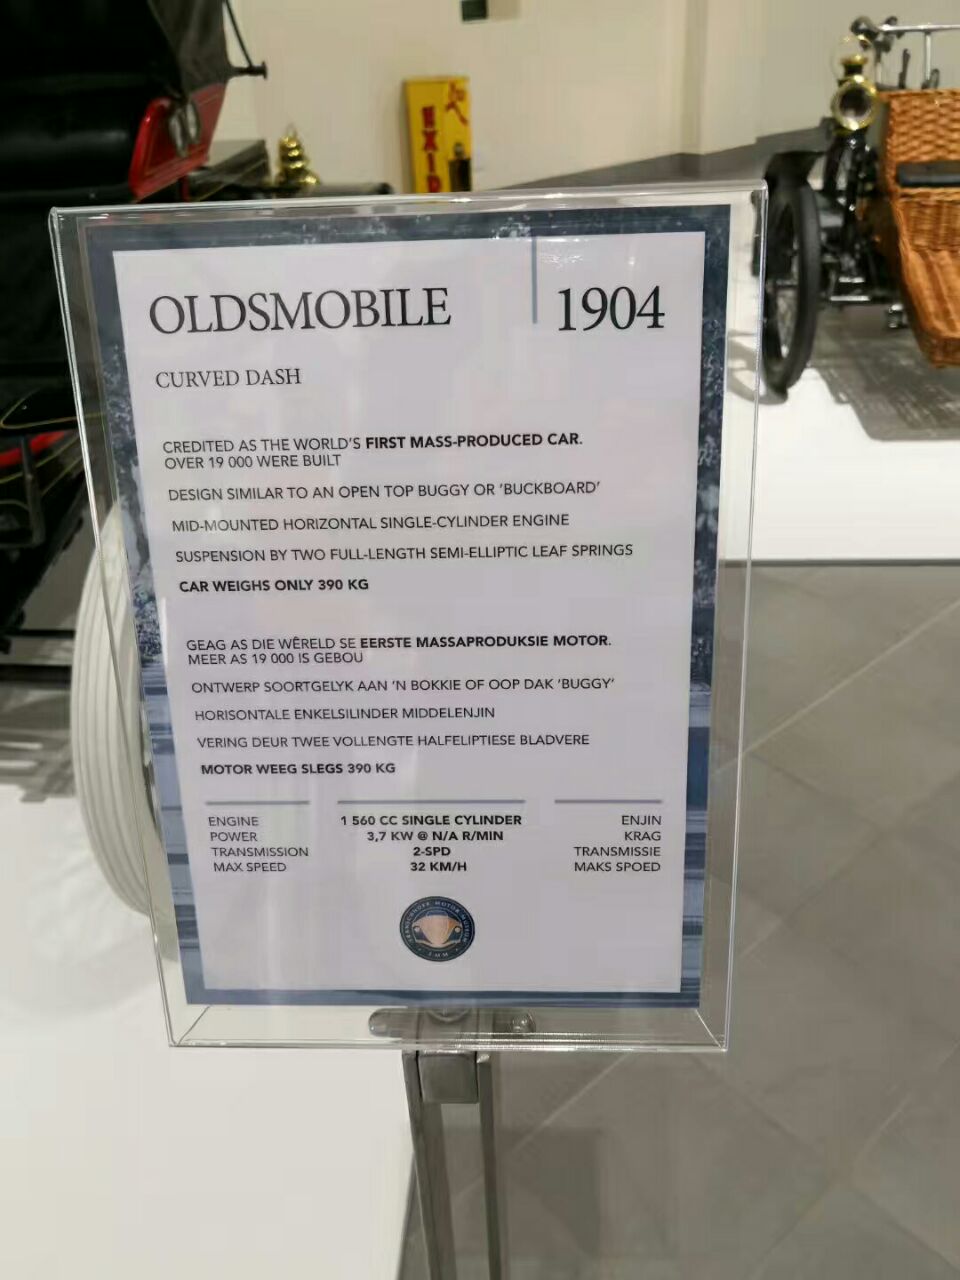 EXID
OLDSMOBILE
1904
CURVED DASH
CREDITED AS THE WORLD'S FIRST MASS-PRODUCED CAR.
OVER 19 000 WERE BUILT
DESIGN SIMILAR TO AN OPEN TOP BUGGY OR 'BUCKBOARD'
MID-MOUNTED HORIZONTAL SINGLE-CYLINDER ENGINE
SUSPENSION BY TWO FULL-LENGTH SEMI-ELLIPTIC LEAF SPRINGS
CAR WEIGHS ONLY 390 KG
GEAG AS DIE WÊRELD SE EERSTE MASSAPRODUKSIE MOTOR.
MEER AS 19 000 IS GEBOU
ONTWERP SOORTGELYK AAN 'N BOKKIE OF OOP DAK 'BUGGY'
HORISONTALE ENKELSILINDER MIDDELENJIN
VERING DEUR TWEE VOLLENGTE HALFELIPTIESE BLADVERE
MOTOR WEEG SLEGS 390 KG
ENGINE 1 560 CC SINGLE CYLINDER ENJIN
POWER 3,7 KW @ N/A R/MIN KRAG
TRANSMISSION 2-SPD TRANSMISSIE
MAX SPEED 32 KM/H MAKS SPOED
FRANSCHHOEK MOTOR MUSEUM
FMM